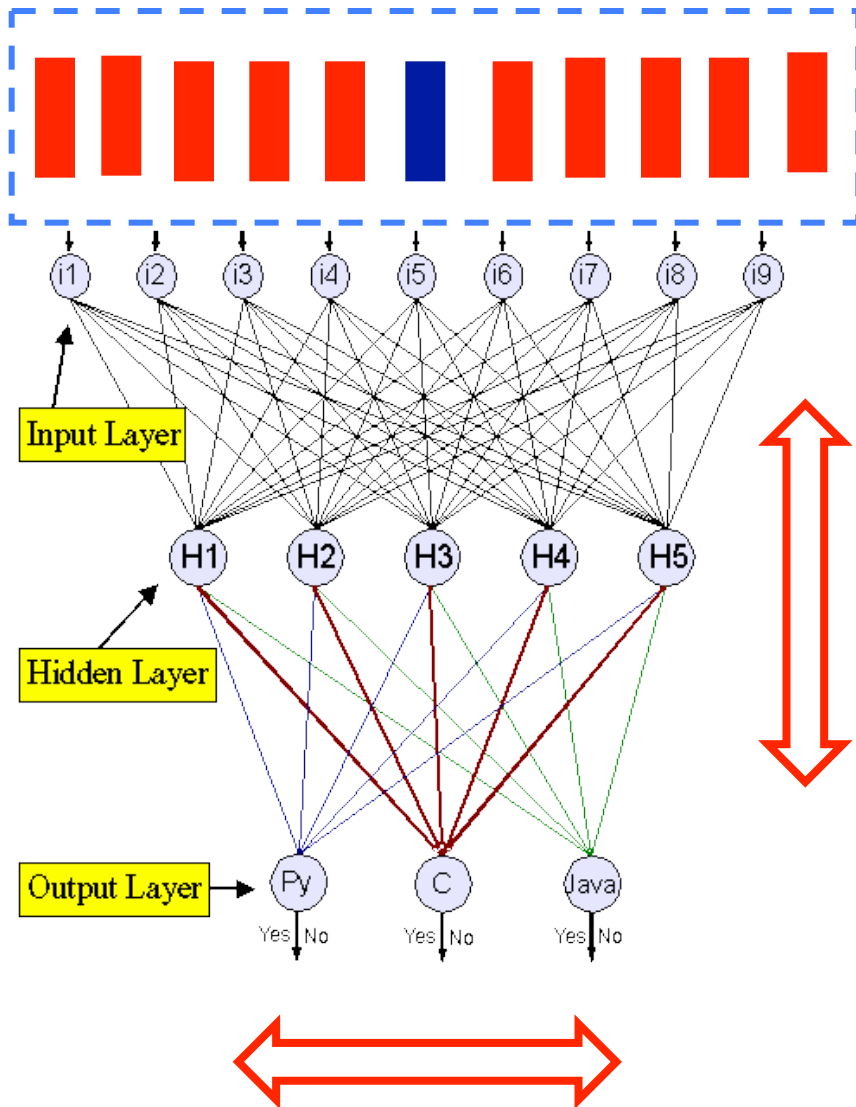 i1 i2 i3 i4 i5 i6 i7 i8 i9
Input Layer
H1 H2 H3 H4 H5
Hidden Layer
Output Layer
Py C Java
Yes No Yes No Yes No